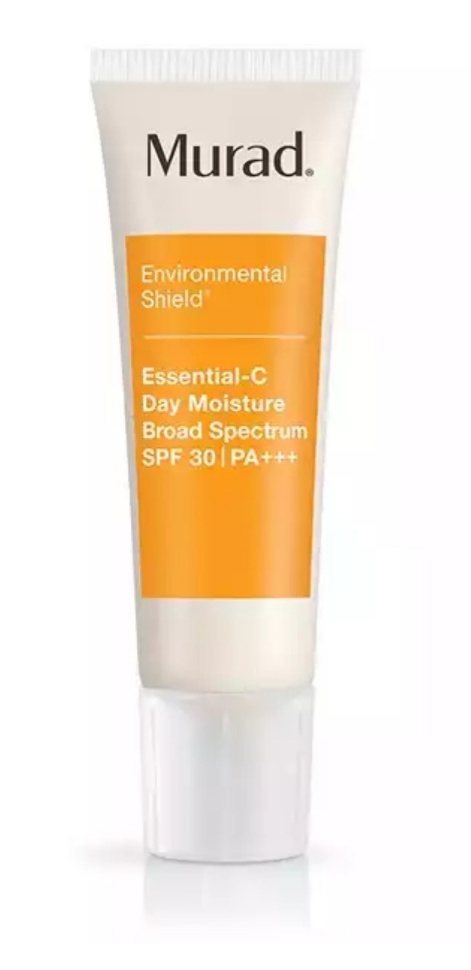 Murad.®
Environmental
Shield®
Essential-C
Day Moisture
Broad Spectrum
SPF 30 | PA+++